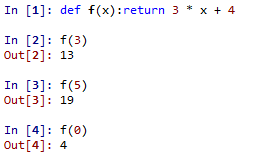 In [1]: def f(x):return 3 * x + 4
In [2]: f(3)
Out[2]: 13
In [3]: f(5)
Out[3]: 19
In [4]: f(0)
Out[4]: 4